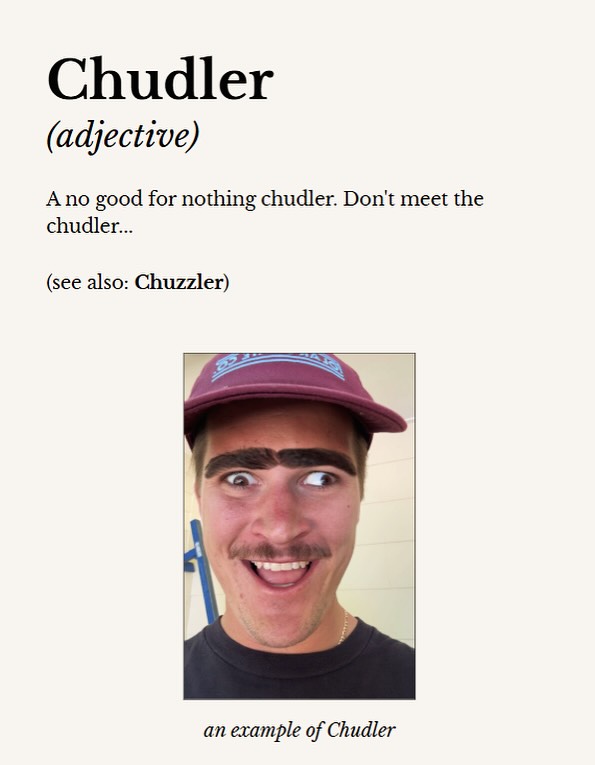 Chudler
(adjective)
A no good for nothing chudler. Don't meet the
chudler...
(see also: Chuzzler)
an example of Chudler